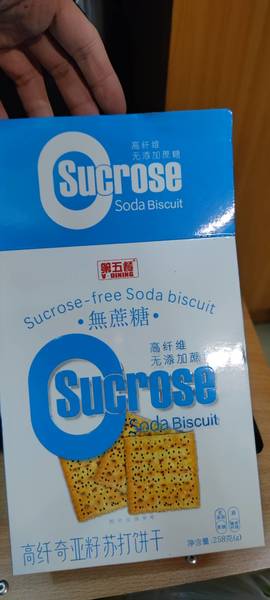 高纤维
无添加蔗糖
0 Sucrose
Soda Biscuit
第五餐
Y·DINING
Sucrose-free Soda biscuit
·無蔗糖·
高纤维
无添加蔗
0 Sucrose
Soda Biscuit
高纤奇亚籽苏打饼干
净含量:258克(g)